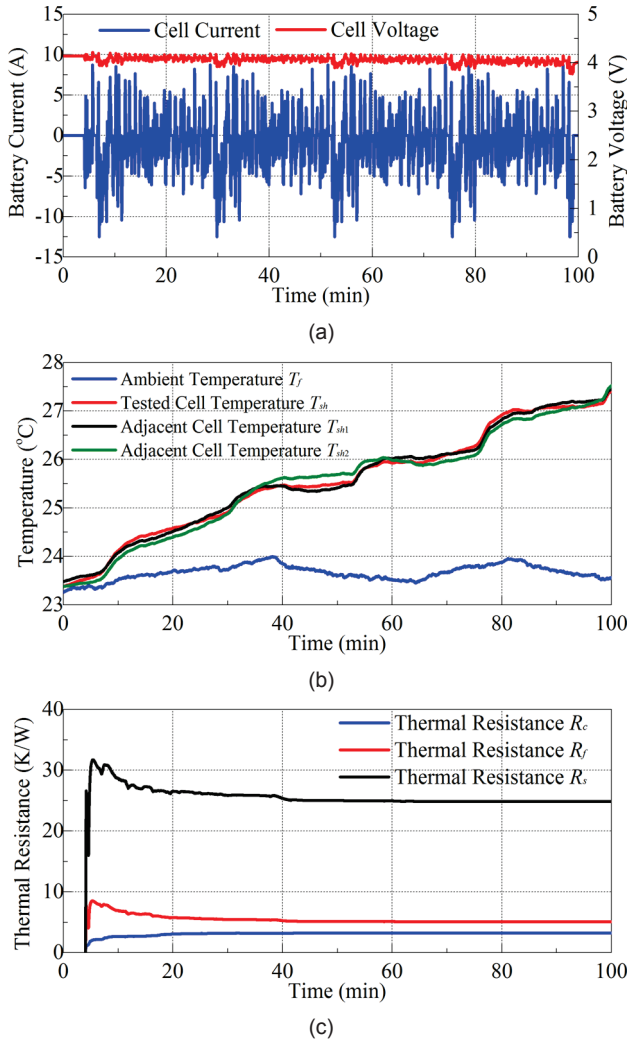 Cell Current Cell Voltage
15 5
10 4
5 3
0
-5 2
-10 1
-15 0
Battery Current (A)
Battery Voltage (V)
0 20 40 60 80 100
Time (min)
(a)
28
27
26
25
24
23
Temperature (°C)
Ambient Temperature Tf
Tested Cell Temperature Tsh
Adjacent Cell Temperature Tsh1
Adjacent Cell Temperature Tsh2
0 20 40 60 80 100
Time (min)
(b)
40
30
20
10
0
Thermal Resistance (K/W)
Thermal Resistance Rc
Thermal Resistance Rf
Thermal Resistance Rs
0 20 40 60 80 100
Time (min)
(c)